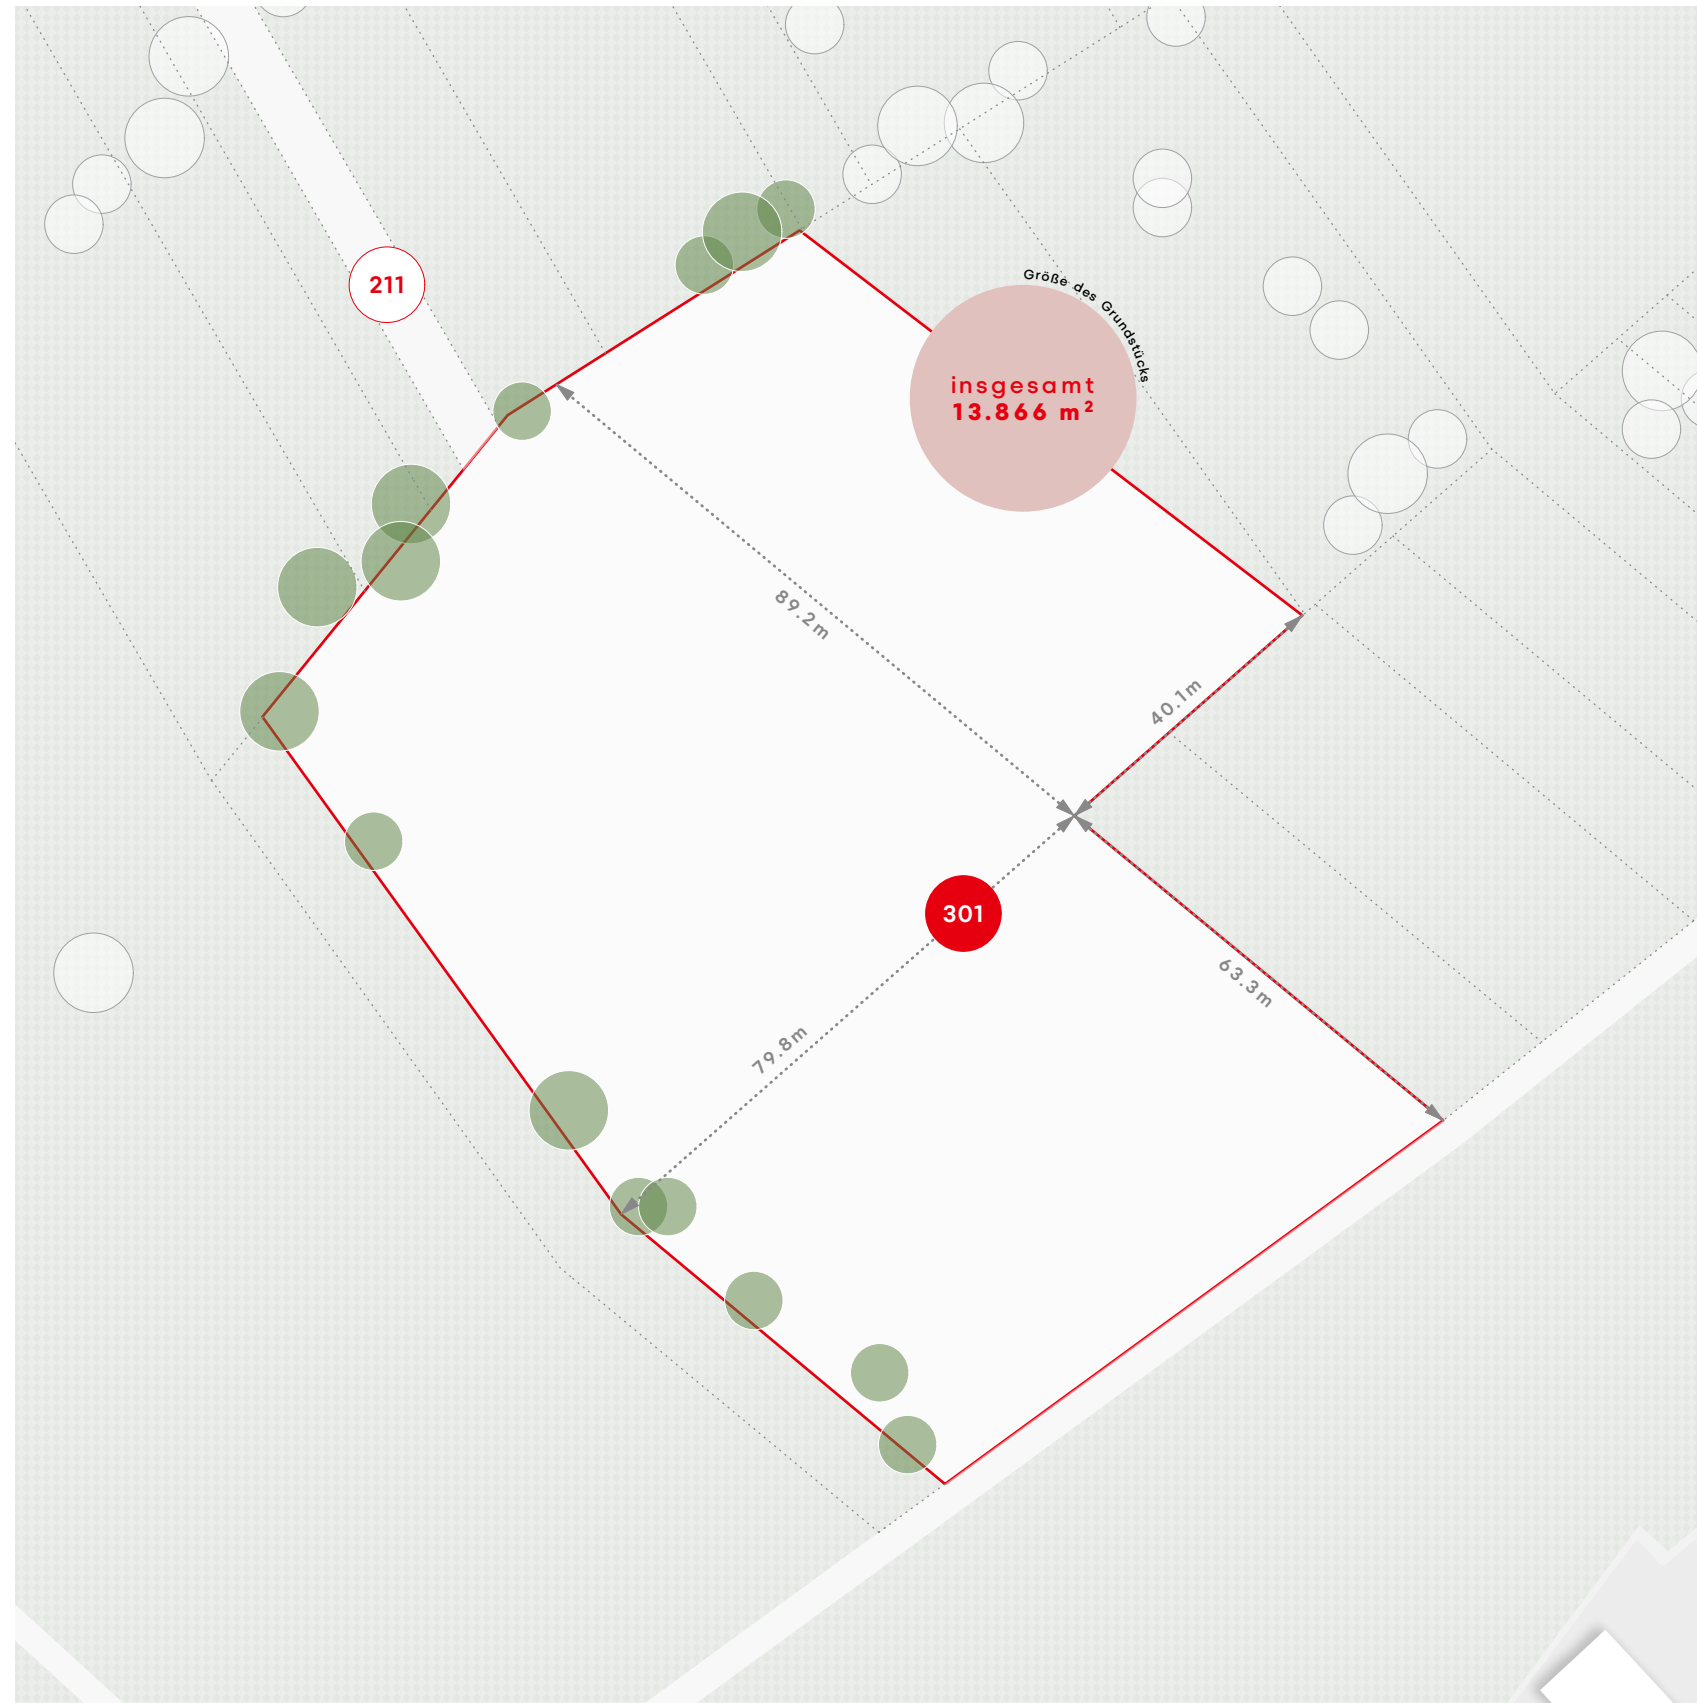 211
Größe des Grundstücks
insgesamt
13.866 m²
89.2m
40.1m
301
63.3m
79.8m